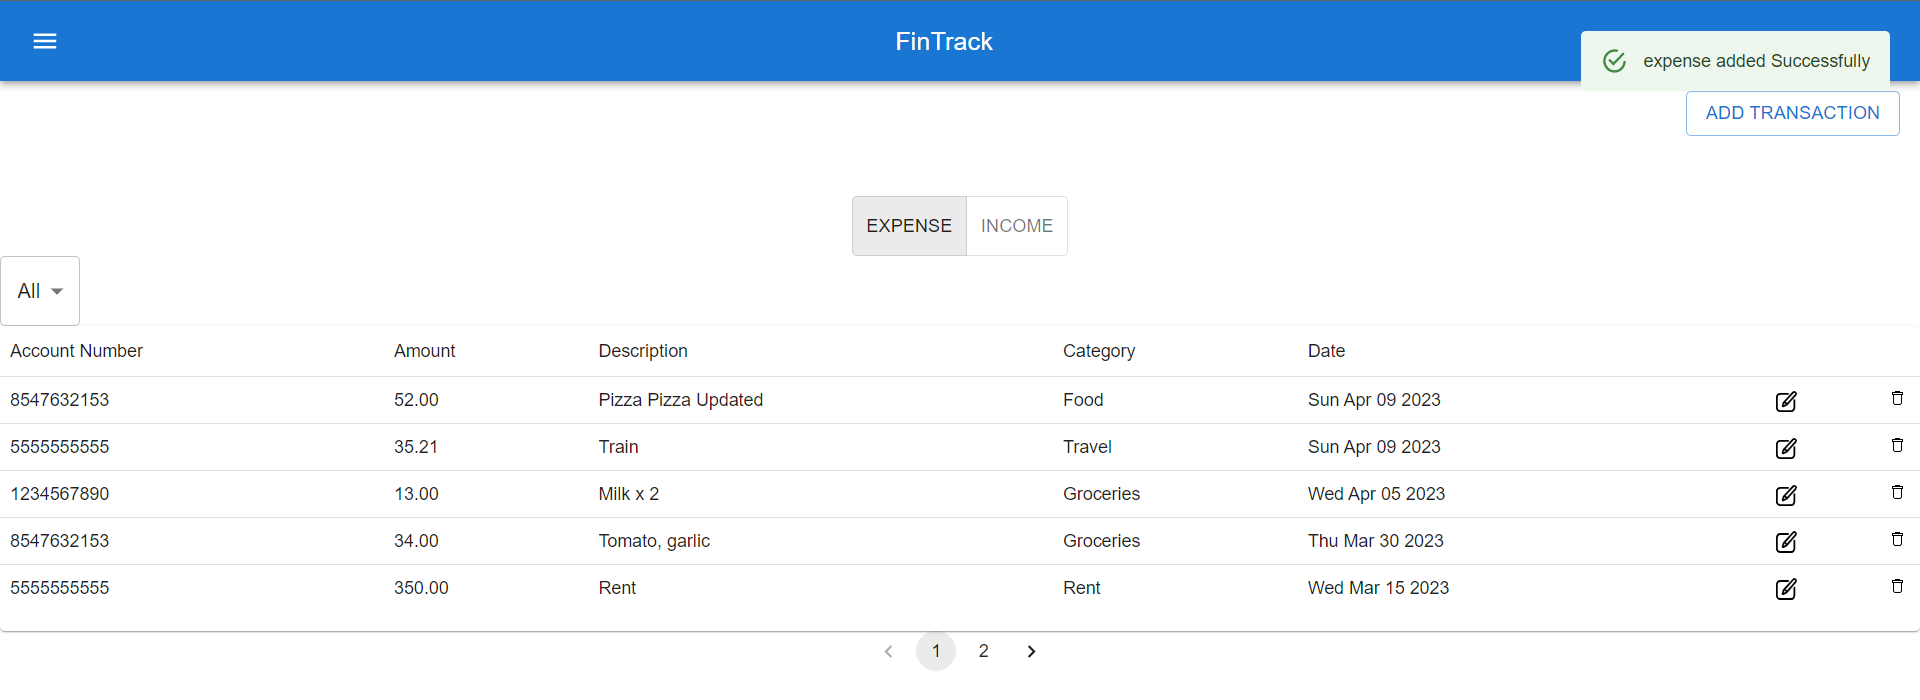 FinTrack
expense added Successfully
ADD TRANSACTION
EXPENSE INCOME
All
Account Number Amount Description Category Date
8547632153 52.00 Pizza Pizza Updated Food Sun Apr 09 2023
5555555555 35.21 Train Travel Sun Apr 09 2023
1234567890 13.00 Milk x 2 Groceries Wed Apr 05 2023
8547632153 34.00 Tomato, garlic Groceries Thu Mar 30 2023
5555555555 350.00 Rent Rent Wed Mar 15 2023
1 2